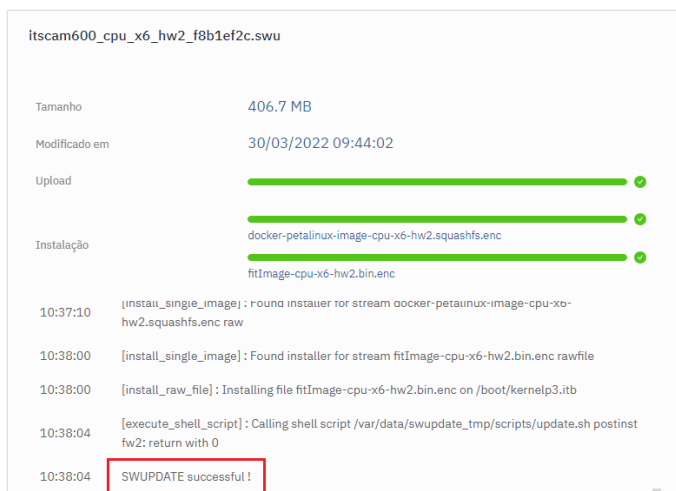 itscam600_cpu_x6_hw2_f8b1ef2c.swu
Tamanho 406.7 MB
Modificado em 30/03/2022 09:44:02
Upload
Instalação
docker-petalinux-image-cpu-x6-hw2.squashfs.enc
fitImage-cpu-x6-hw2.bin.enc
10:37:10 [install_single_image] : Found installer for stream docker-petalinux-image-cpu-x6-
hw2.squashfs.enc raw
10:38:00 [install_single_image] : Found installer for stream fitImage-cpu-x6-hw2.bin.enc rawfile
10:38:00 [install_raw_file] : Installing file fitImage-cpu-x6-hw2.bin.enc on /boot/kernelp3.itb
10:38:04 [execute_shell_script] : Calling shell script /var/data/swupdate_tmp/scripts/update.sh postinst
fw2: return with 0
10:38:04 SWUPDATE successful !